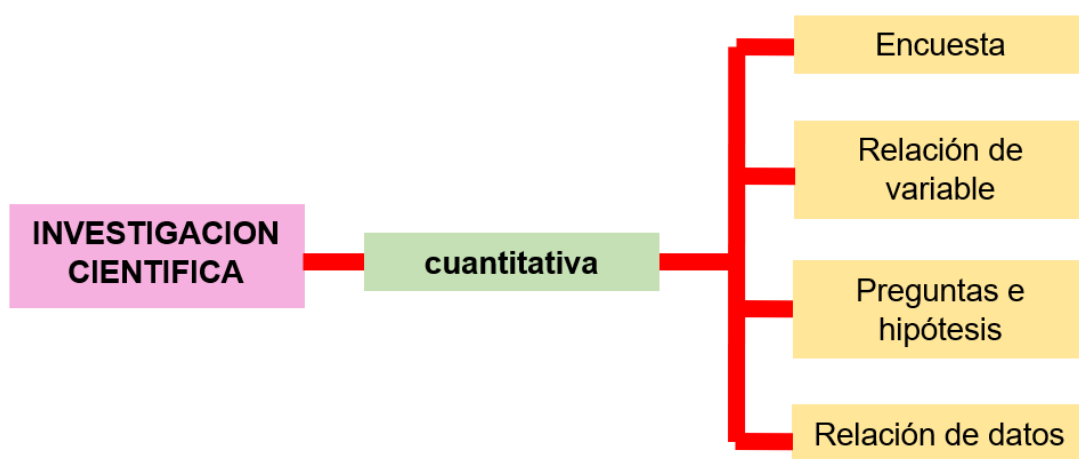 INVESTIGACION
CIENTIFICA
cuantitativa
Encuesta
Relación de
variable
Preguntas e
hipótesis
Relación de datos